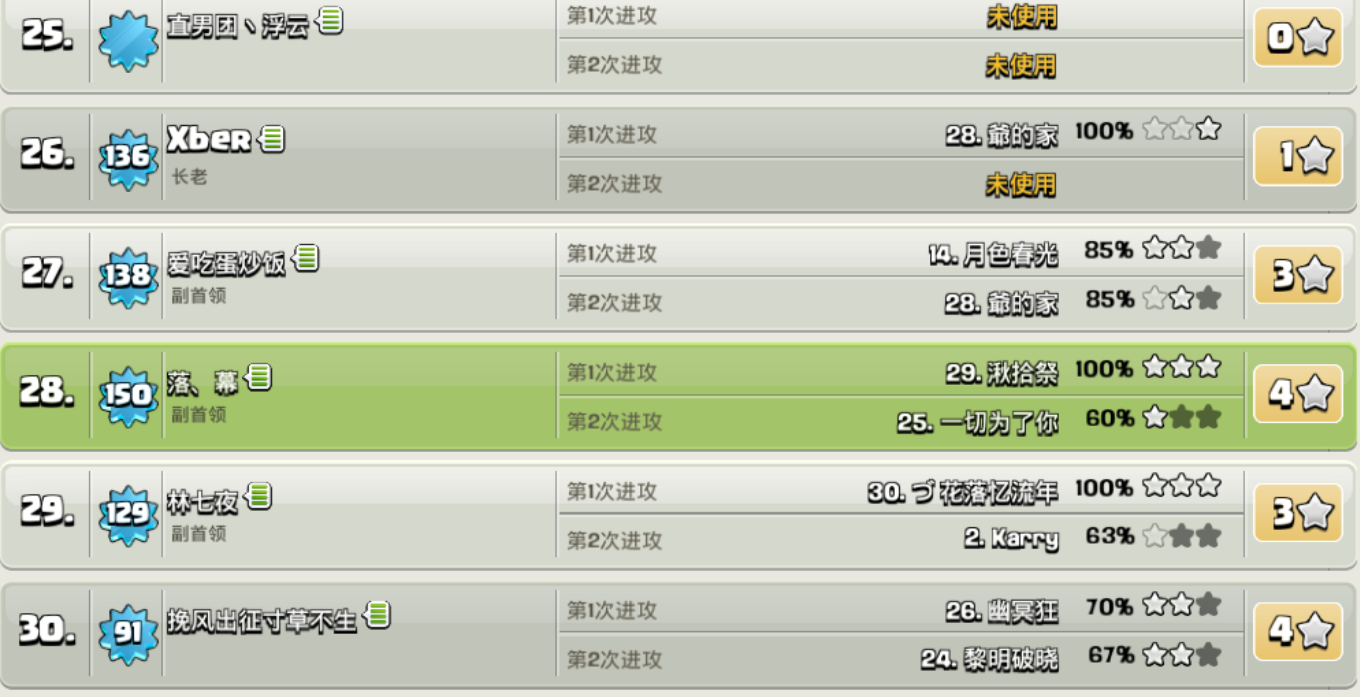 25. 直男团丶浮云 第1次进攻 未使用 0
第2次进攻 未使用
26. 136 Xber 第1次进攻 28. 爺的家 100% 1
长老 第2次进攻 未使用
27. 138 爱吃蛋炒饭 第1次进攻 14. 月色春光 85% 3
副首领 第2次进攻 28. 爺的家 85%
28. 150 落、幕 第1次进攻 29. 湫拾祭 100% 4
副首领 第2次进攻 25. 一切为了你 60%
29. 129 林七夜 第1次进攻 30. づ 花落忆流年 100% 3
副首领 第2次进攻 2. Karry 63%
30. 91 挽风出征寸草不生 第1次进攻 26. 幽冥狂 70% 4
第2次进攻 24. 黎明破晓 67%